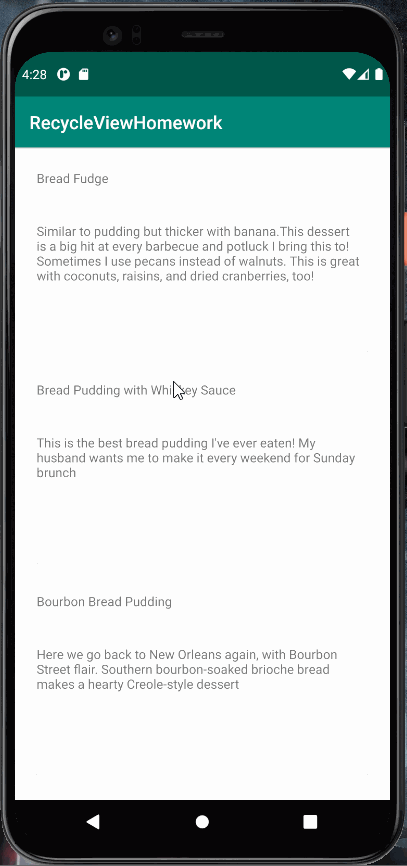 4:28
RecycleViewHomework
Bread Fudge
Similar to pudding but thicker with banana.This dessert
is a big hit at every barbecue and potluck I bring this to!
Sometimes I use pecans instead of walnuts. This is great
with coconuts, raisins, and dried cranberries, too!
Bread Pudding with Whiskey Sauce
This is the best bread pudding I've ever eaten! My
husband wants me to make it every weekend for Sunday
brunch
Bourbon Bread Pudding
Here we go back to New Orleans again, with Bourbon
Street flair. Southern bourbon-soaked brioche bread
makes a hearty Creole-style dessert